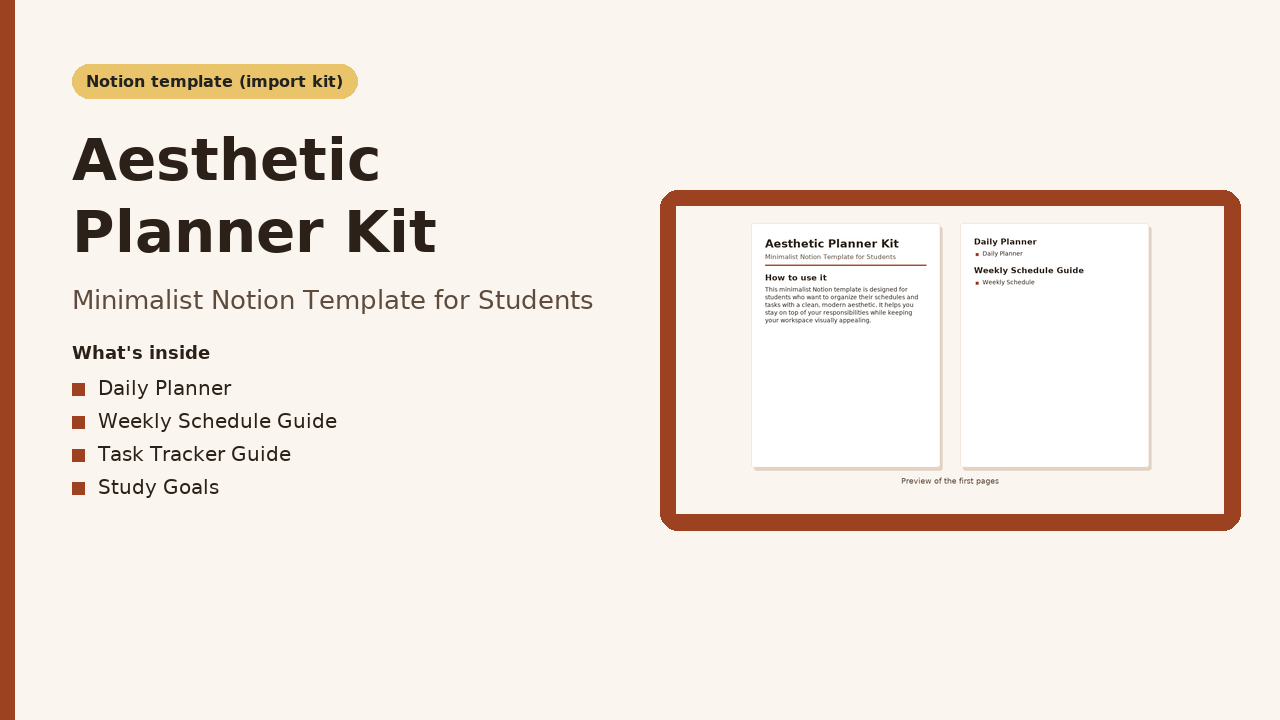 Notion template (import kit)
Aesthetic
Planner Kit
Minimalist Notion Template for Students
What's inside
Daily Planner
Weekly Schedule Guide
Task Tracker Guide
Study Goals
Aesthetic Planner Kit
Minimalist Notion Template for Students
How to use it
This minimalist Notion template is designed for
students who want to organize their schedules and
tasks with a clean, modern aesthetic. It helps you
stay on top of your responsibilities while keeping
your workspace visually appealing.
Daily Planner
Daily Planner
Weekly Schedule Guide
Weekly Schedule
Preview of the first pages